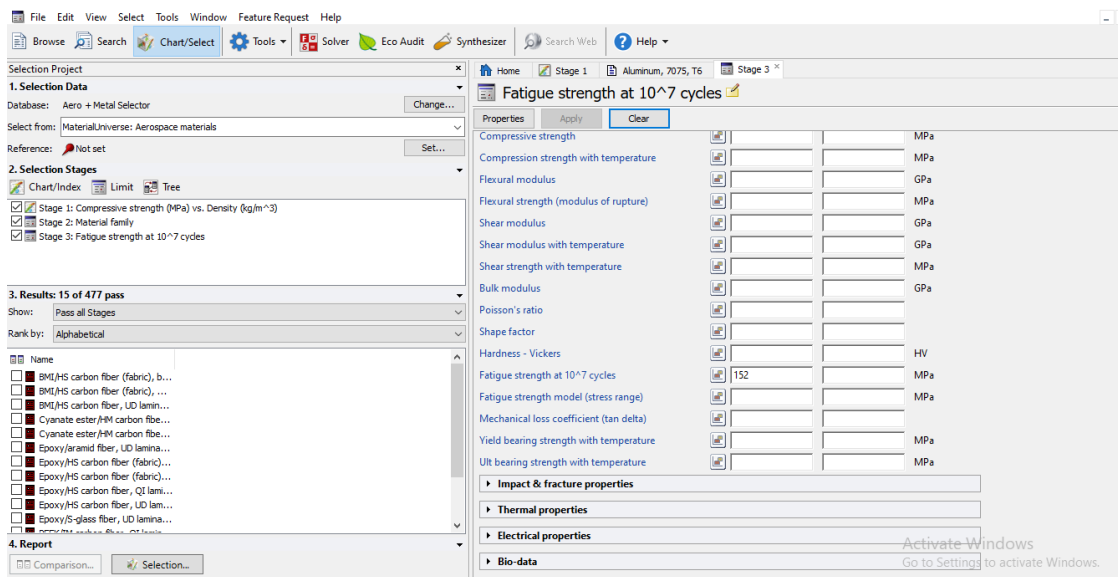 File Edit View Select Tools Window Feature Request Help
Browse Search Chart/Select Tools Solver Eco Audit Synthesizer Search Web Help
Selection Project
1. Selection Data
Database: Aero + Metal Selector Change...
Select from: MaterialUniverse: Aerospace materials
Reference: Not set Set...
2. Selection Stages
Chart/Index Limit Tree
Stage 1: Compressive strength (MPa) vs. Density (kg/m^3)
Stage 2: Material family
Stage 3: Fatigue strength at 10^7 cycles
3. Results: 15 of 477 pass
Show: Pass all Stages
Rank by: Alphabetical
Name
BMI/HS carbon fiber (fabric), b...
BMI/HS carbon fiber (fabric), ...
BMI/HS carbon fiber, UD lamin...
Cyanate ester/HM carbon fibe...
Cyanate ester/HM carbon fibe...
Epoxy/aramid fiber, UD lamina...
Epoxy/HS carbon fiber (fabric)...
Epoxy/HS carbon fiber (fabric)...
Epoxy/HS carbon fiber, QI lami...
Epoxy/HS carbon fiber, UD lam...
Epoxy/S-glass fiber, UD lamina...
4. Report
Comparison... Selection...
Home Stage 1 Aluminum, 7075, T6 Stage 3
Fatigue strength at 10^7 cycles
Properties Apply Clear
Compressive strength MPa
Compression strength with temperature MPa
Flexural modulus GPa
Flexural strength (modulus of rupture) MPa
Shear modulus GPa
Shear modulus with temperature GPa
Shear strength with temperature MPa
Bulk modulus GPa
Poisson's ratio
Shape factor
Hardness - Vickers HV
Fatigue strength at 10^7 cycles 152 MPa
Fatigue strength model (stress range) MPa
Mechanical loss coefficient (tan delta)
Yield bearing strength with temperature MPa
Ult bearing strength with temperature MPa
Impact & fracture properties
Thermal properties
Electrical properties
Bio-data
Activate Windows
Go to Settings to activate Windows.